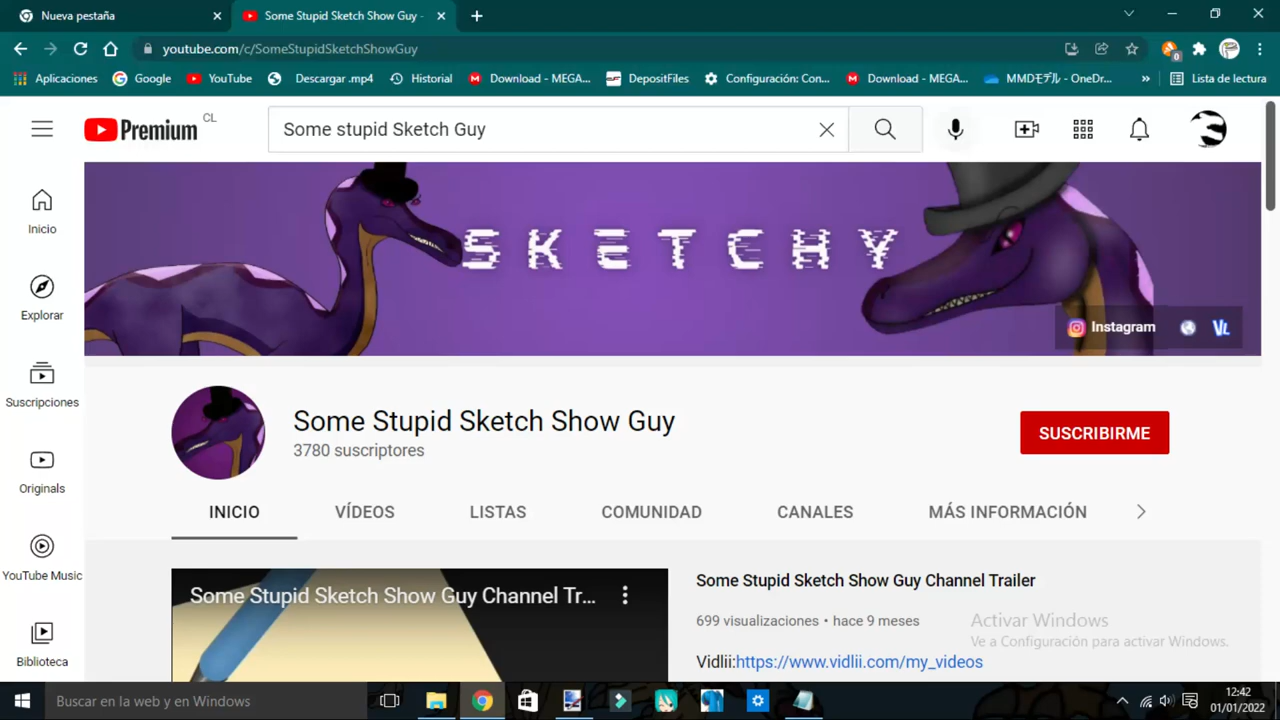 Nueva pestaña
Some Stupid Sketch Show Guy -
youtube.com/c/SomeStupidSketchShowGuy
0
Aplicaciones
Google
YouTube
Descargar .mp4
Historial
Download - MEGA...
DepositFiles
Configuración: Con...
Download - MEGA...
MMDモデル - OneDr...
»
Lista de lectura
Premium
CL
Some stupid Sketch Guy
SKETCHY
Instagram
VL
Inicio
Explorar
Suscripciones
Originals
YouTube Music
Biblioteca
Some Stupid Sketch Show Guy
3780 suscriptores
SUSCRIBIRME
INICIO
VÍDEOS
LISTAS
COMUNIDAD
CANALES
MÁS INFORMACIÓN
Some Stupid Sketch Show Guy Channel Tr...
Some Stupid Sketch Show Guy Channel Trailer
699 visualizaciones • hace 9 meses
Vidlii:https://www.vidlii.com/my_videos
Activar Windows
Ve a Configuración para activar Windows.
Buscar en la web y en Windows
12:42
01/01/2022